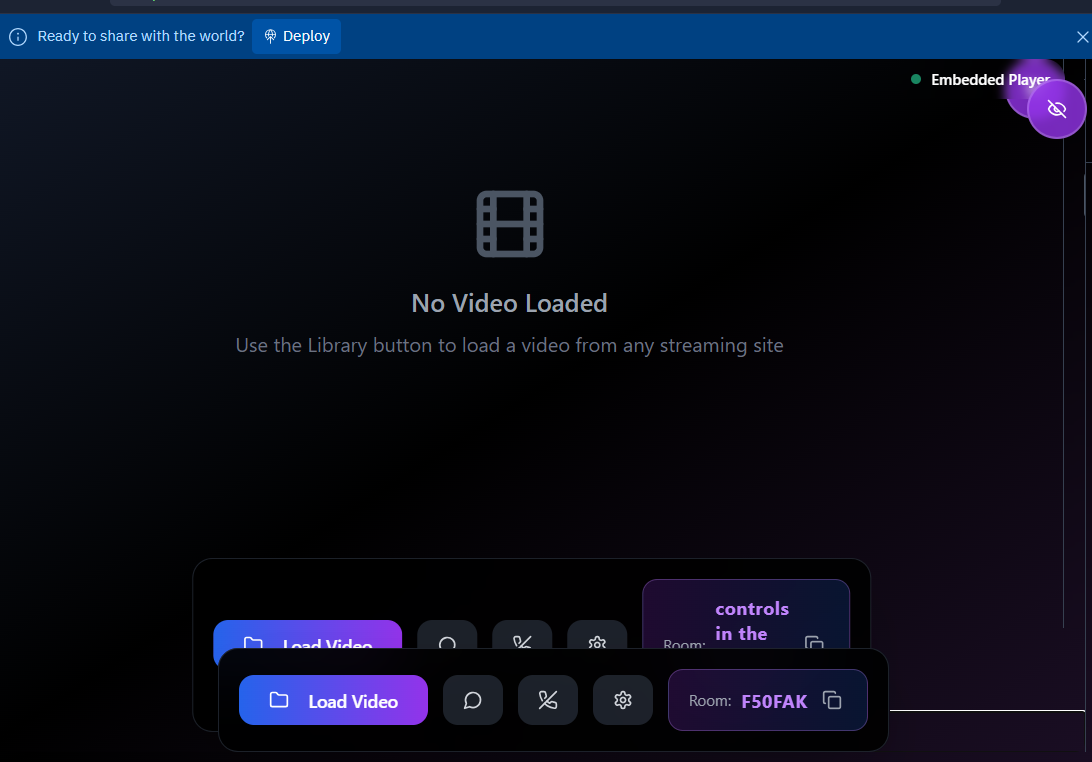 Ready to share with the world? Deploy
Embedded Player
No Video Loaded
Use the Library button to load a video from any streaming site
controls
in the
Load Video
Room:
Load Video
Room: F50FAK